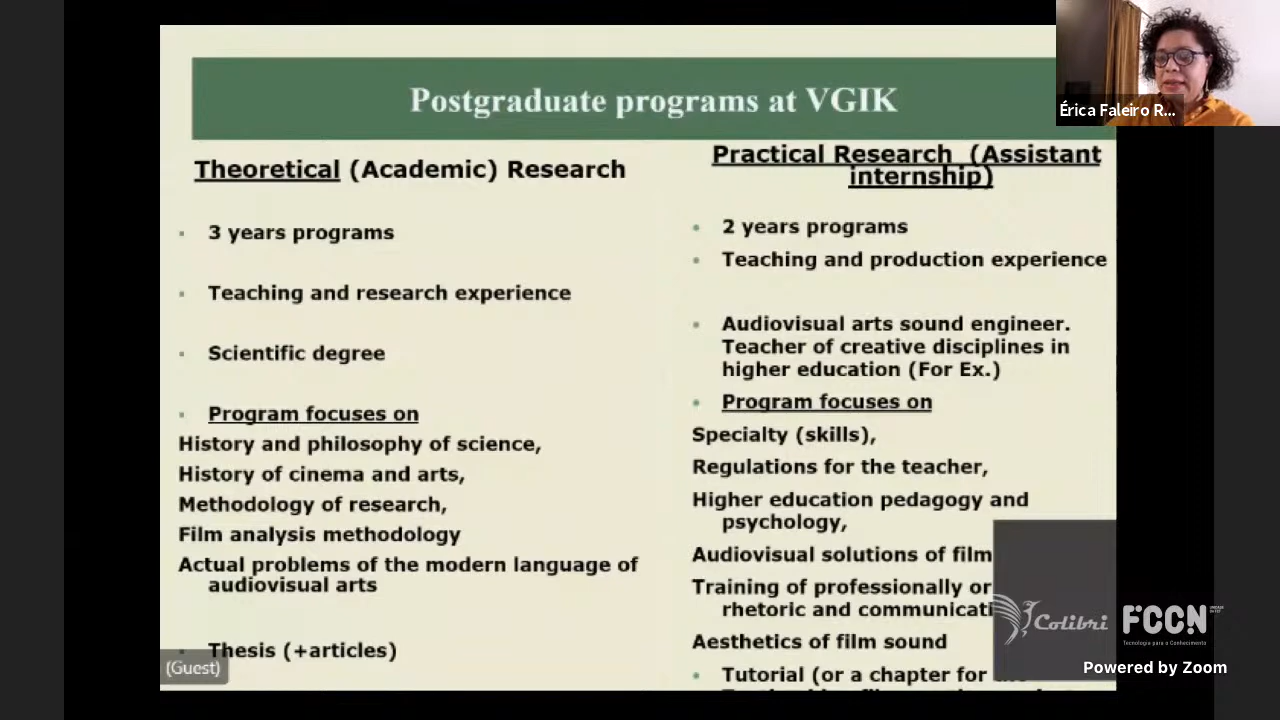 Postgraduate programs at VGIK
Érica Faleiro R...
Theoretical (Academic) Research
3 years programs
Teaching and research experience
Scientific degree
Program focuses on
History and philosophy of science,
History of cinema and arts,
Methodology of research,
Film analysis methodology
Actual problems of the modern language of
audiovisual arts
Thesis (+articles)
(Guest)
Practical Research (Assistant
internship)
2 years programs
Teaching and production experience
Audiovisual arts sound engineer.
Teacher of creative disciplines in
higher education (For Ex.)
Program focuses on
Specialty (skills),
Regulations for the teacher,
Higher education pedagogy and
psychology,
Audiovisual solutions of film
Training of professionally or
rhetoric and communicati
Aesthetics of film sound
Tutorial (or a chapter for
Colibri FCCN
Tecnologia para o Conhecimento
Powered by Zoom